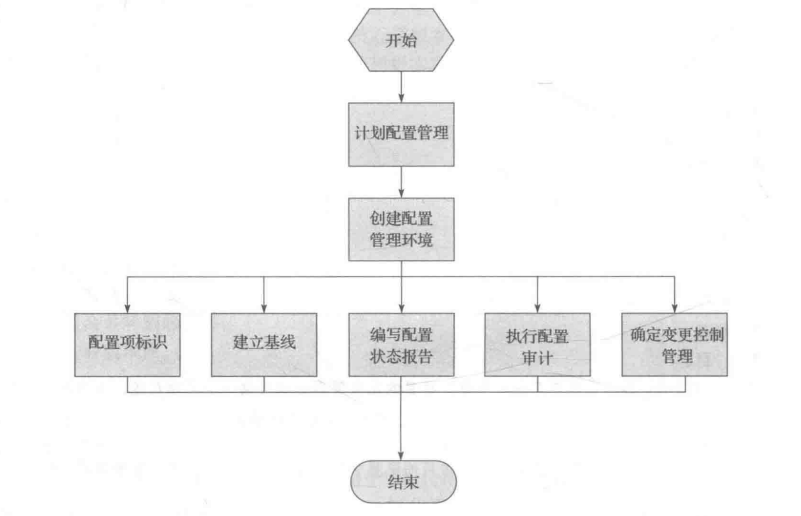 开始
计划配置管理
创建配置
管理环境
配置项标识
建立基线
编写配置
状态报告
执行配置
审计
确定变更控制
管理
结束